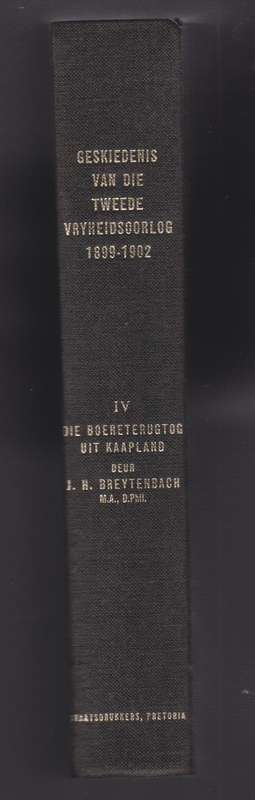 GESKIEDENIS
VAN DIE
TWEEDE
VRYHEIDSOORLOG
1899-1902
IV
DIE BOERETERUGTOG
UIT KAAPLAND
DEUR
J. H. BREYTENBACH
M.A., D.Phil.
STAATSDRUKKERS, PRETORIA